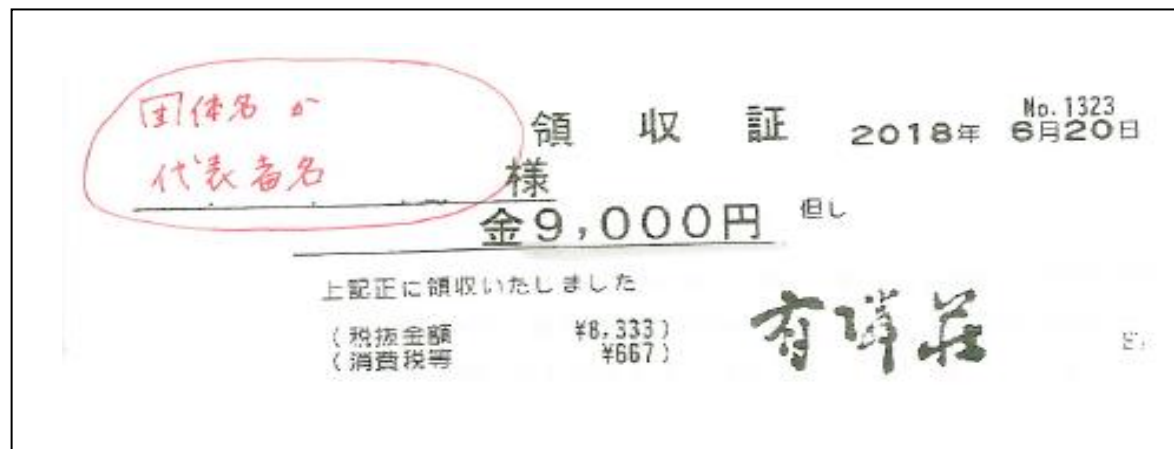 団体名か
代表者名
領収証
No.1323
2018年 6月20日
様
金9,000円 但し
上記正に領収いたしました
(税抜金額 ¥8,333)
(消費税等 ¥667)